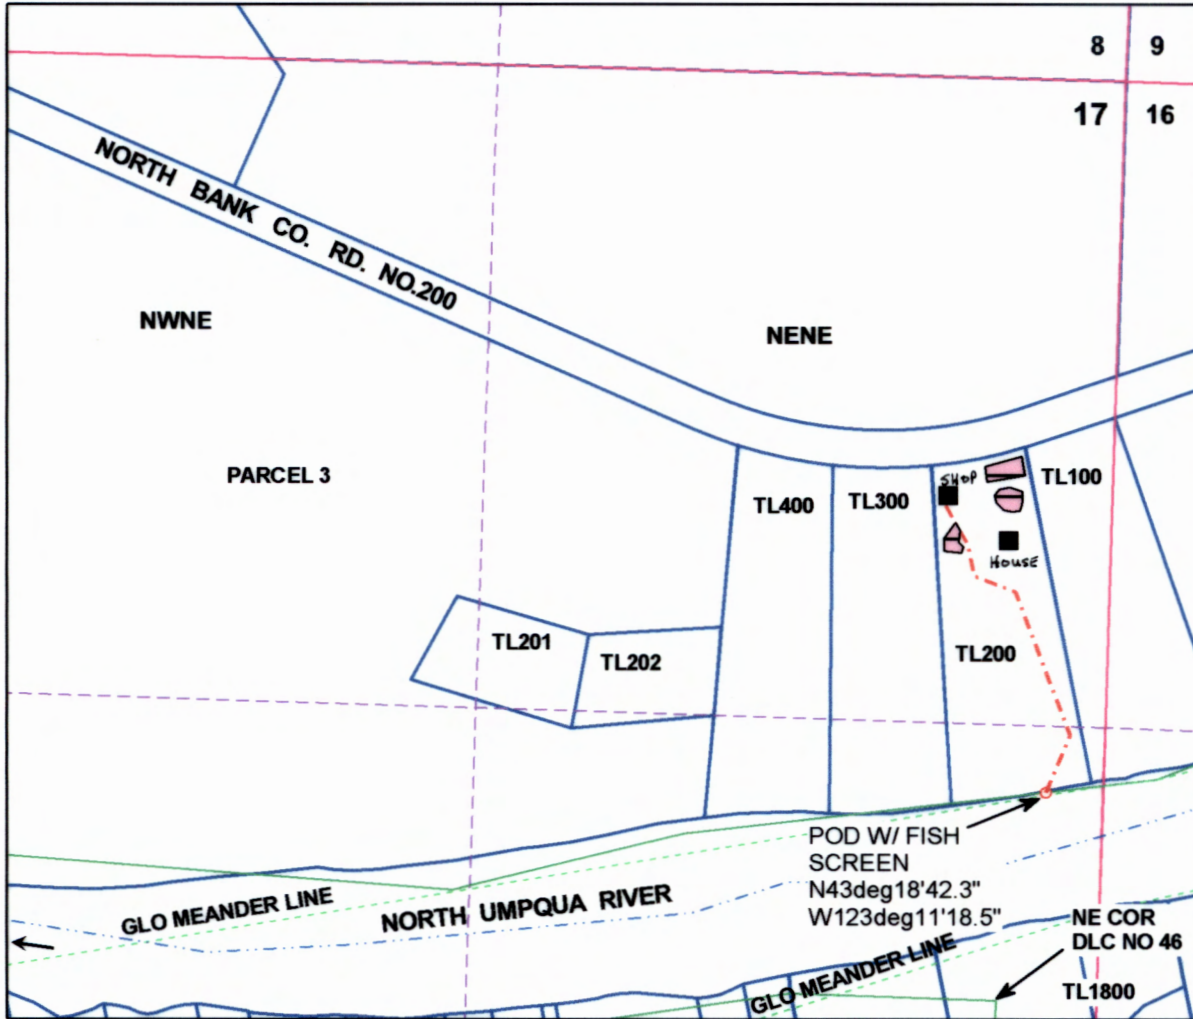 8 9
17 16
NORTH BANK CO. RD. NO.200
NWNE
NENE
PARCEL 3
SHOP
TL100
TL400
TL300
HOUSE
TL201
TL202
TL200
POD W/ FISH
SCREEN
N43deg18'42.3"
W123deg11'18.5"
GLO MEANDER LINE
NORTH UMPQUA RIVER
NE COR
DLC NO 46
GLO MEANDER LINE
TL1800